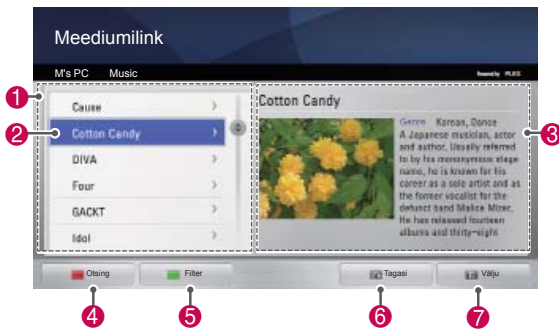 Meediumilink
M's PC Music
Powered by PLEX
1
2
3
Cause
Cotton Candy
DIVA
Four
GACKT
Idol
Cotton Candy
Genre Korean, Dance
A Japanese musician, actor
and author. Usually referred
to by his mononymous stage
name, he is known for his
career as a solo artist and as
the former vocalist for the
defunct band Malice Mizer.
He has released fourteen
albums and thirty-eight
Otsing
Filter
Tagasi
Välju
4
5
6
7